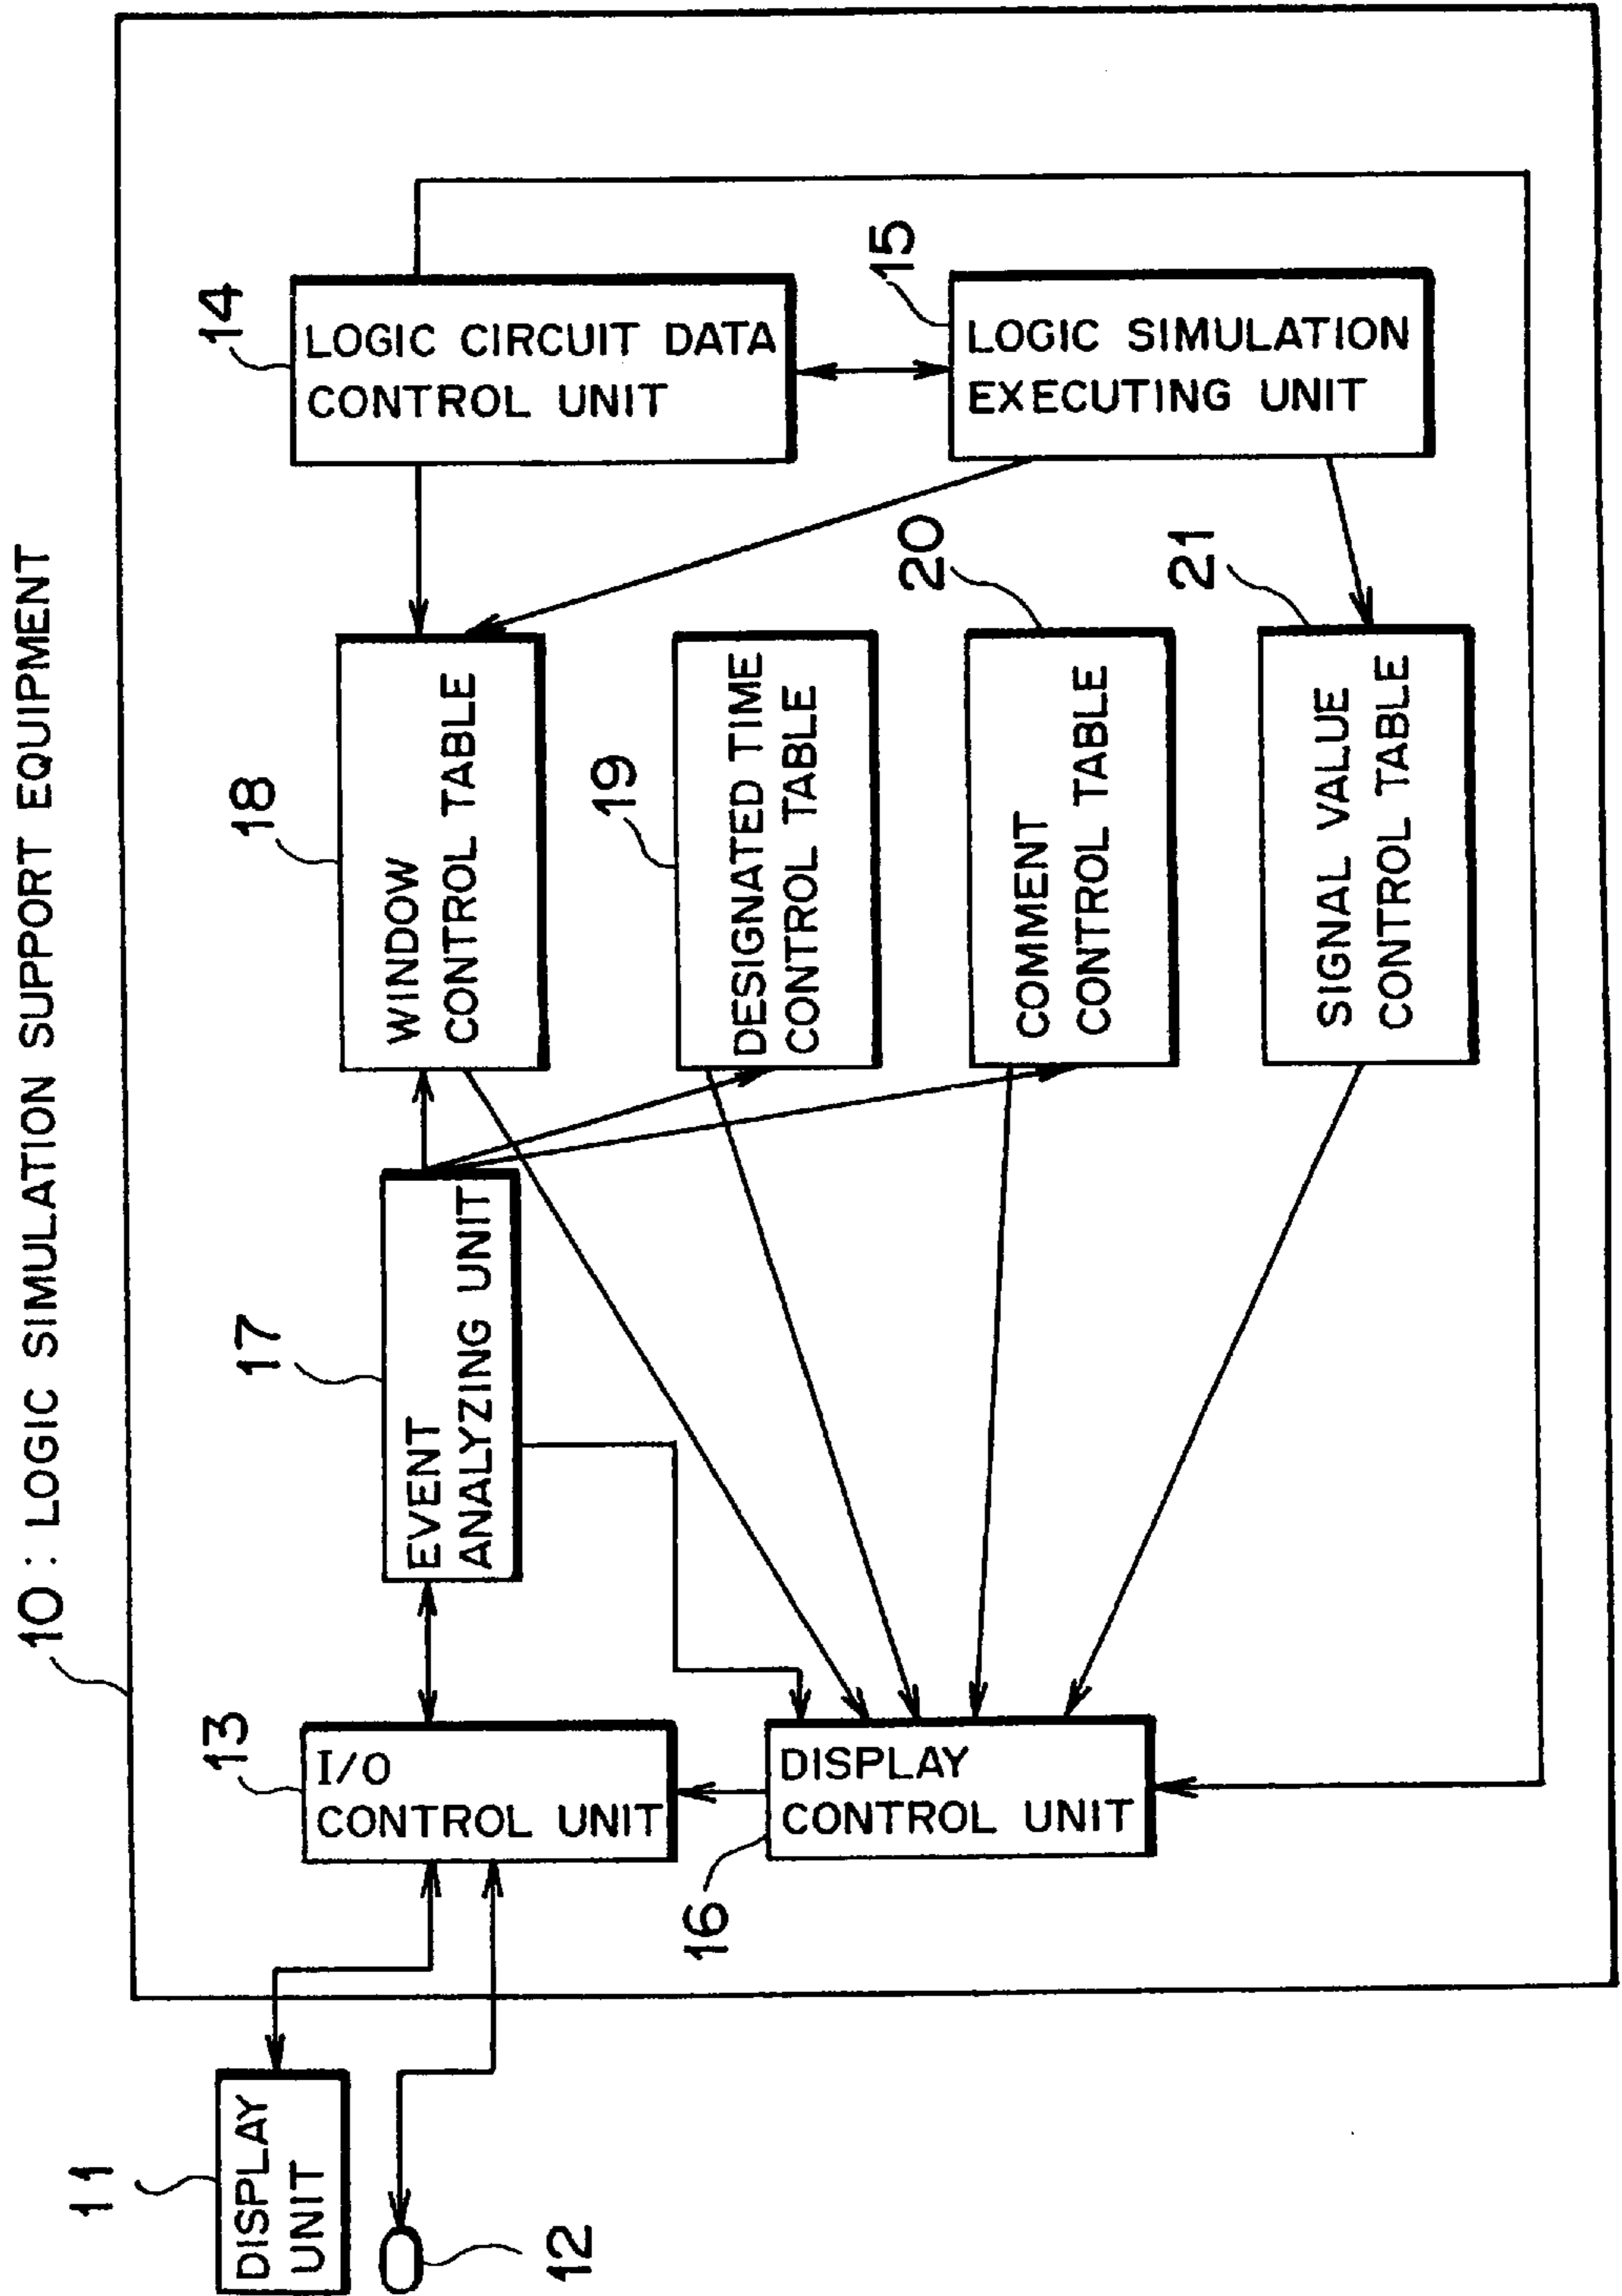 10 : LOGIC SIMULATION SUPPORT EQUIPMENT
11
DISPLAY
UNIT
12
13
I/O
CONTROL UNIT
17
EVENT
ANALYZING UNIT
18
WINDOW
CONTROL TABLE
14
LOGIC CIRCUIT DATA
CONTROL UNIT
19
DESIGNATED TIME
CONTROL TABLE
15
LOGIC SIMULATION
EXECUTING UNIT
16
DISPLAY
CONTROL UNIT
20
COMMENT
CONTROL TABLE
21
SIGNAL VALUE
CONTROL TABLE